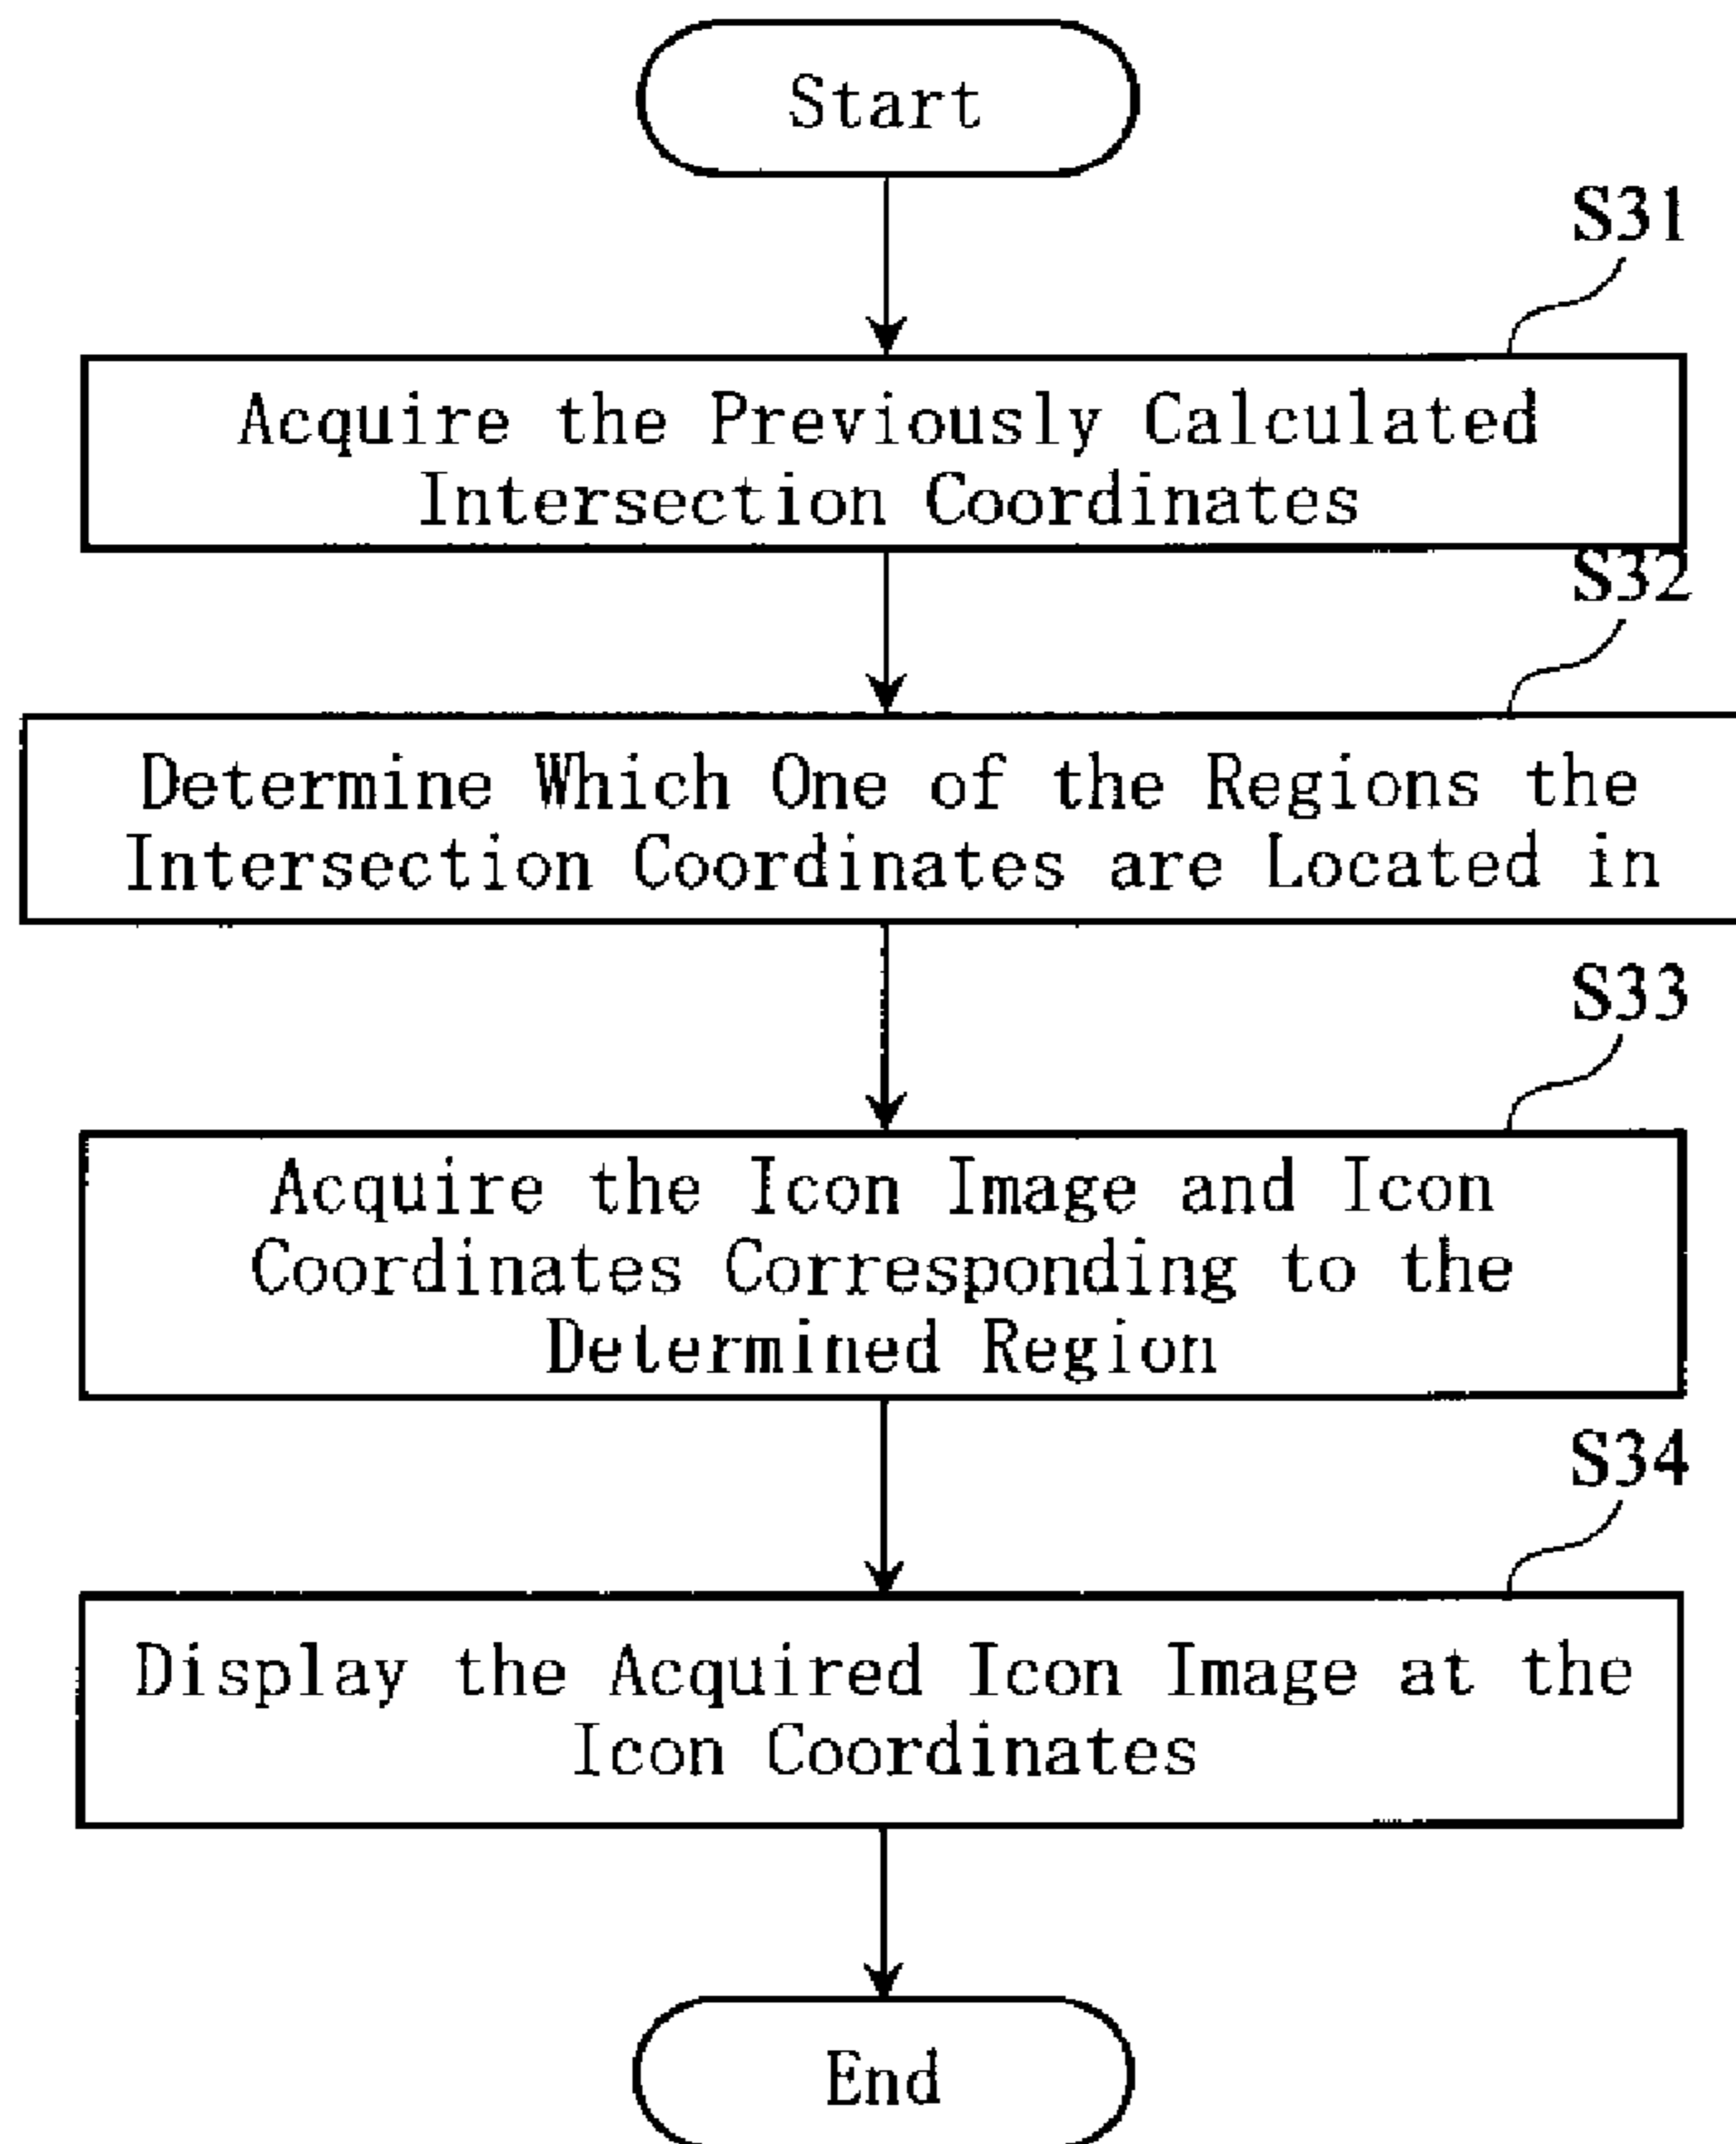 Start
S31
Acquire the Previously Calculated
Intersection Coordinates
S32
Determine Which One of the Regions the
Intersection Coordinates are Located in
S33
Acquire the Icon Image and Icon
Coordinates Corresponding to the
Determined Region
S34
Display the Acquired Icon Image at the
Icon Coordinates
End